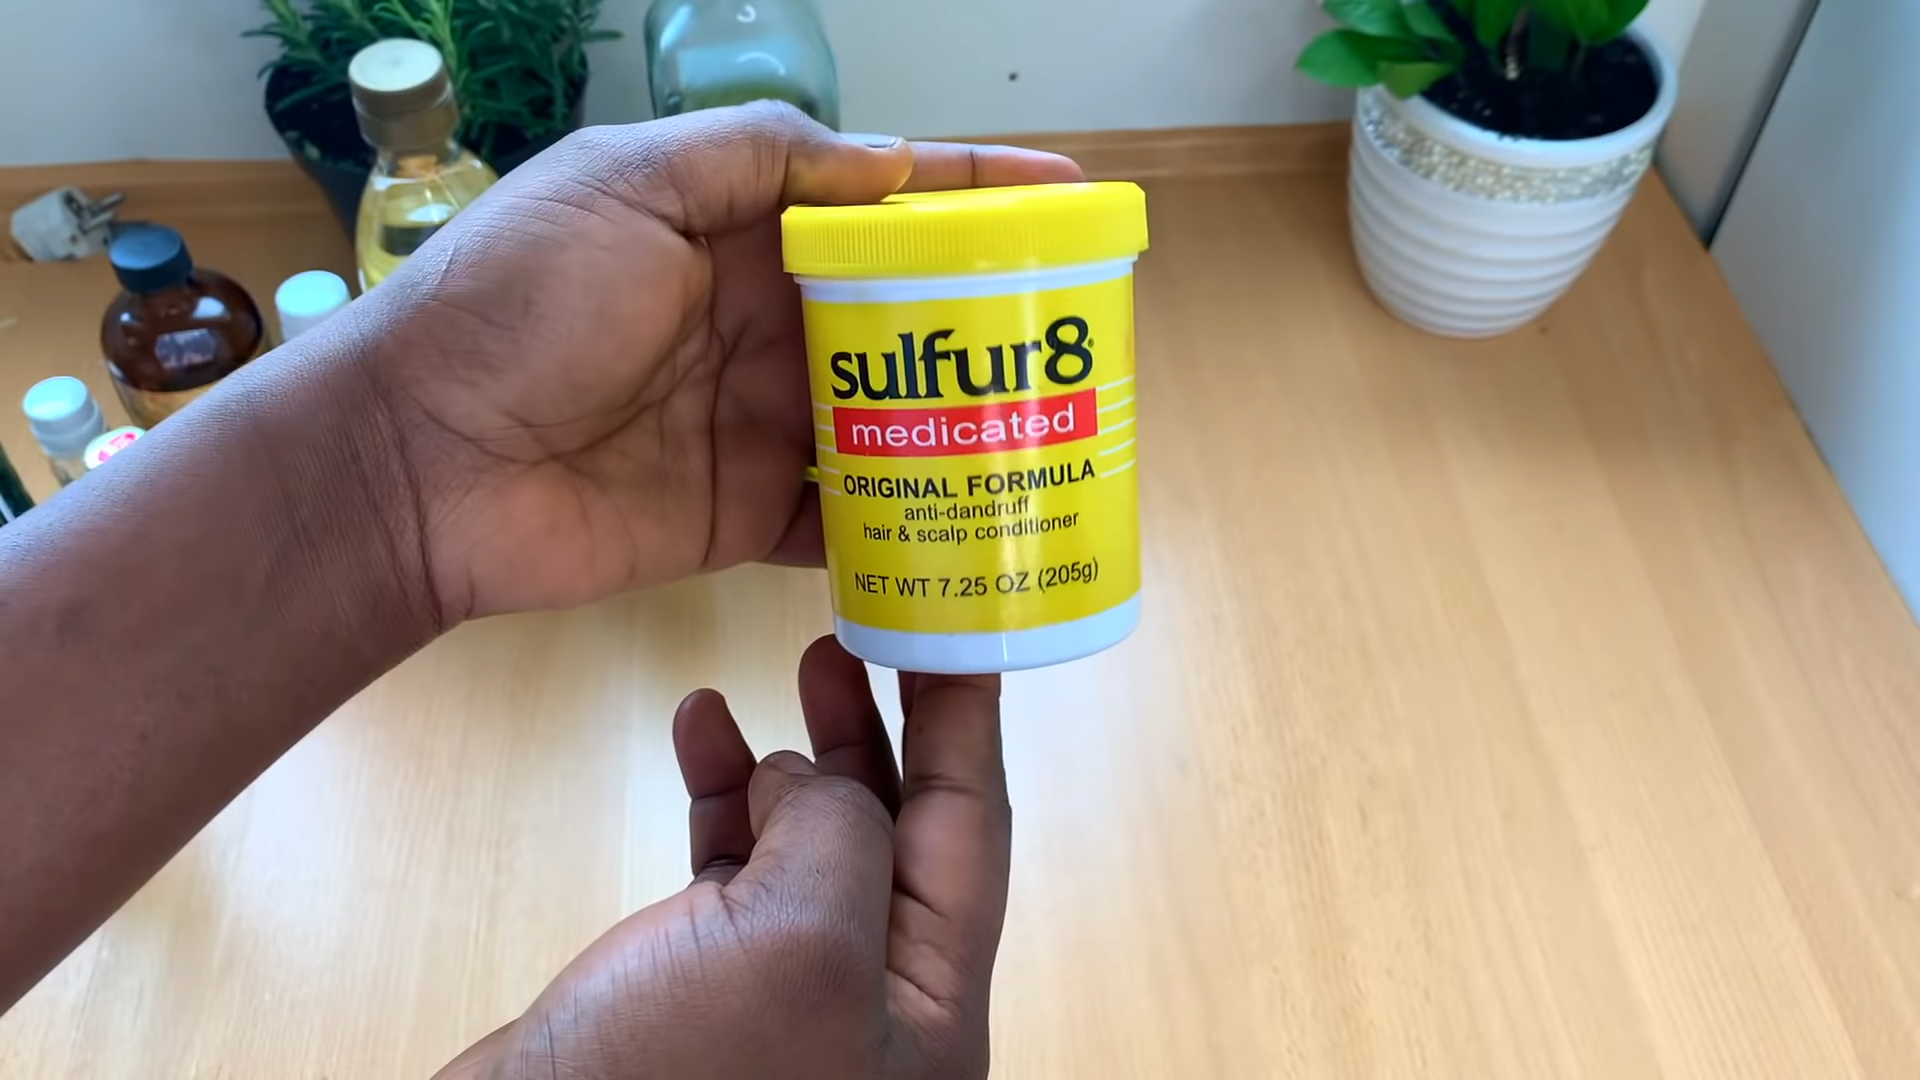 sulfur8
medicated
ORIGINAL FORMULA
anti-dandruff
hair & scalp conditioner
NET WT 7.25 OZ (205g)